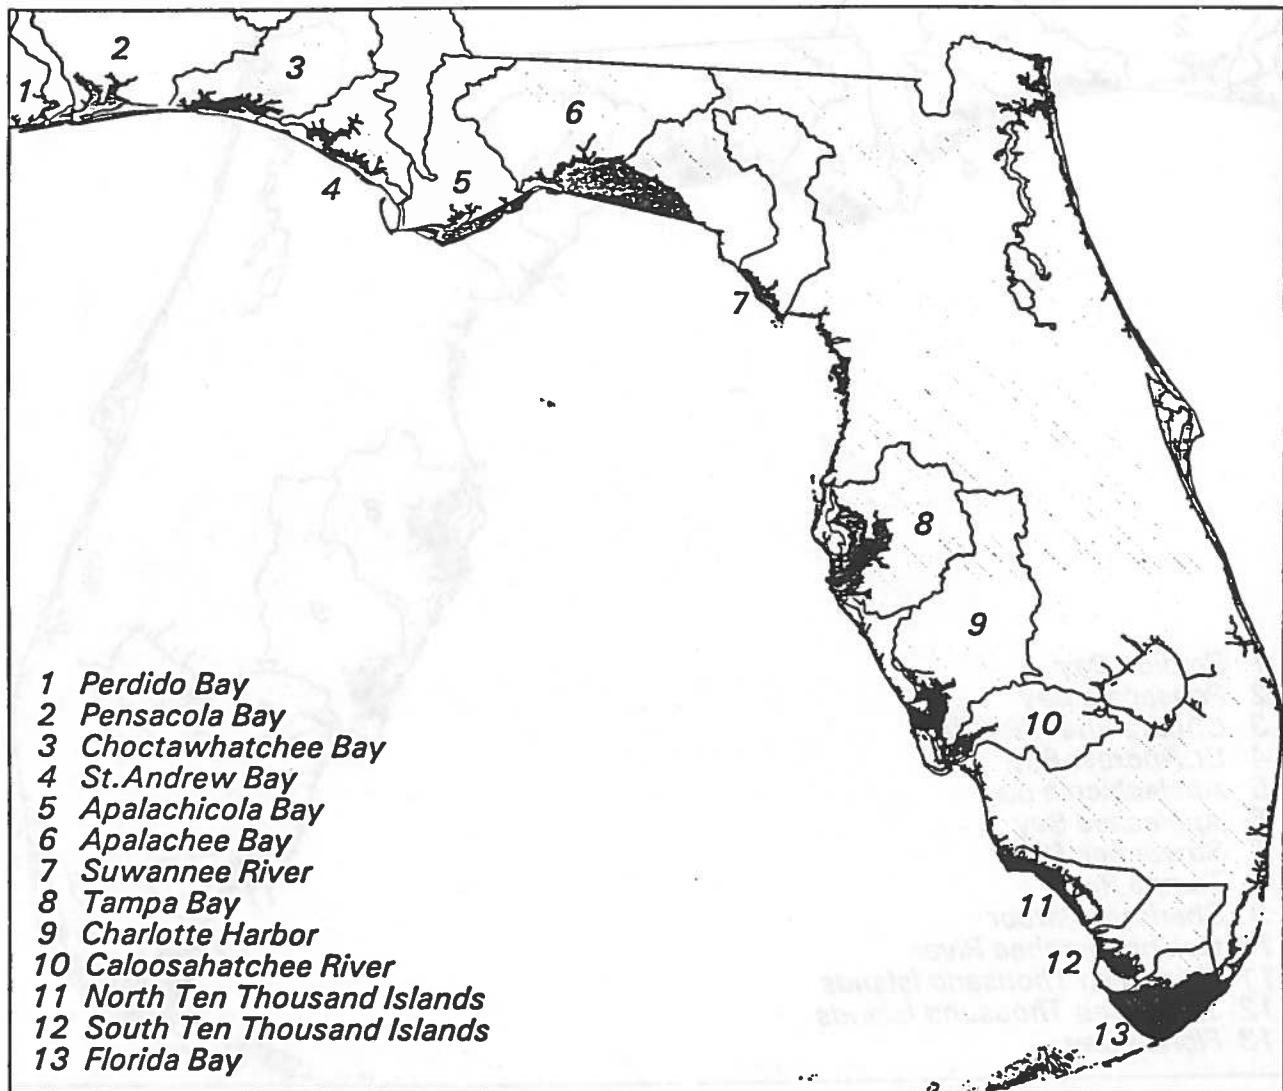 1
2
3
4
5
6
7
8
9
10
11
12
13
1 Perdido Bay
2 Pensacola Bay
3 Choctawhatchee Bay
4 St.Andrew Bay
5 Apalachicola Bay
6 Apalachee Bay
7 Suwannee River
8 Tampa Bay
9 Charlotte Harbor
10 Caloosahatchee River
11 North Ten Thousand Islands
12 South Ten Thousand Islands
13 Florida Bay